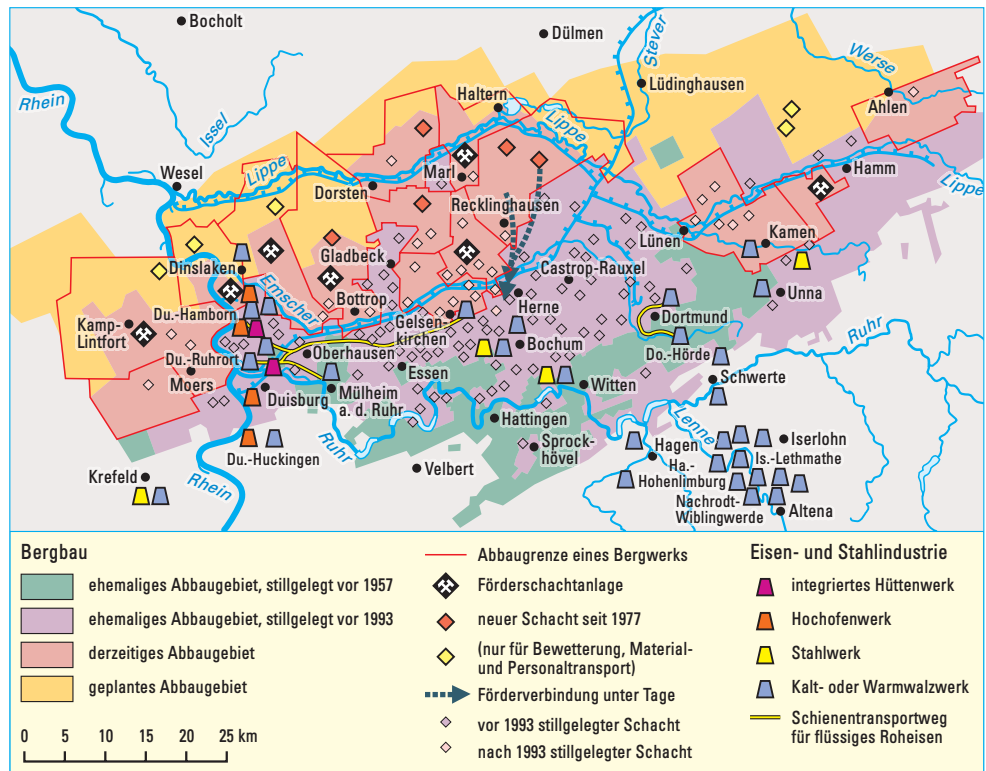 Bocholt
Dülmen
Stever
Werse
Rhein
Issel
Lüdinghausen
Ahlen
Haltern
Lippe
Wesel
Lippe
Dorsten
Marl
Hamm
Lippe
Recklinghausen
Lünen
Kamen
Dinslaken
Gladbeck
Castrop-Rauxel
Emscher
Bottrop
Herne
Unna
Du.-Hamborn
Gelsen-
kirchen
Dortmund
Ruhr
Kamp-
Lintfort
Oberhausen
Bochum
Do.-Hörde
Du.-Ruhrort
Essen
Moers
Witten
Schwerte
Duisburg
Mülheim
a. d. Ruhr
Hattingen
Lenne
Du.-Huckingen
Ruhr
Sprock-
hövel
Hagen
Iserlohn
Ha.-
Hohenlimburg
Is.-Lethmathe
Velbert
Krefeld
Rhein
Nachrodt-
Wiblingwerde
Altena
Bergbau
ehemaliges Abbaugebiet, stillgelegt vor 1957
ehemaliges Abbaugebiet, stillgelegt vor 1993
derzeitiges Abbaugebiet
geplantes Abbaugebiet
0 5 10 15 20 25 km
Abbaugrenze eines Bergwerks
Förderschachtanlage
neuer Schacht seit 1977
(nur für Bewetterung, Material-
und Personaltransport)
Förderverbindung unter Tage
vor 1993 stillgelegter Schacht
nach 1993 stillgelegter Schacht
Eisen- und Stahlindustrie
integriertes Hüttenwerk
Hochofenwerk
Stahlwerk
Kalt- oder Warmwalzwerk
Schienentransportweg
für flüssiges Roheisen